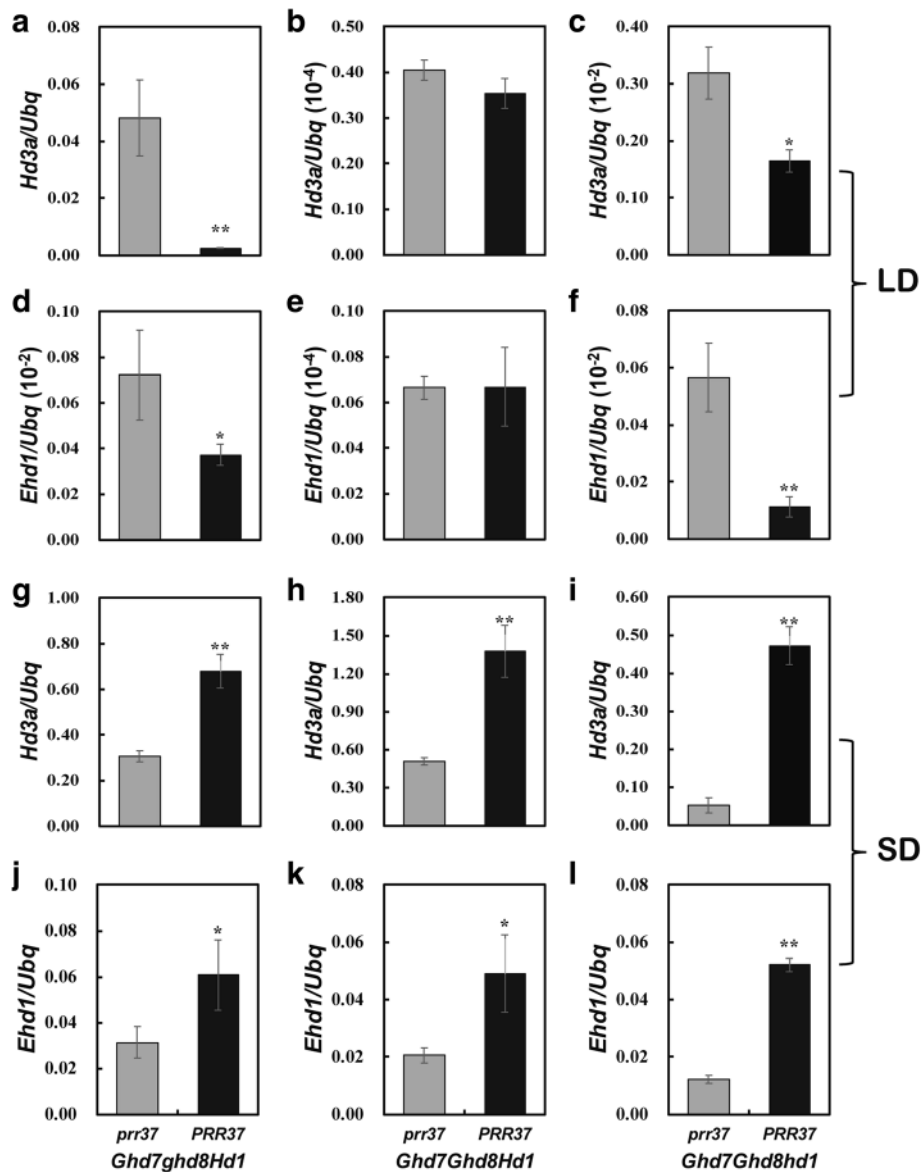 a
0.08
0.06
0.04
0.02
0.00
Hd3a/Ubq
**
b
0.50
0.40
0.30
0.20
0.10
0.00
Hd3a/Ubq (10⁻⁴)
c
0.40
0.30
0.20
0.10
0.00
Hd3a/Ubq (10⁻²)
*
d
0.10
0.08
0.06
0.04
0.02
0.00
Ehd1/Ubq (10⁻²)
*
e
0.10
0.08
0.06
0.04
0.02
0.00
Ehd1/Ubq (10⁻⁴)
f
0.08
0.06
0.04
0.02
0.00
Ehd1/Ubq (10⁻²)
**
LD
g
1.00
0.80
0.60
0.40
0.20
0.00
Hd3a/Ubq
**
h
1.80
1.50
1.20
0.90
0.60
0.30
0.00
Hd3a/Ubq
**
i
0.60
0.50
0.40
0.30
0.20
0.10
0.00
Hd3a/Ubq
**
j
0.10
0.08
0.06
0.04
0.02
0.00
Ehd1/Ubq
*
prr37 PRR37
Ghd7ghd8Hd1
k
0.08
0.06
0.04
0.02
0.00
Ehd1/Ubq
*
prr37 PRR37
Ghd7Ghd8Hd1
l
0.08
0.06
0.04
0.02
0.00
Ehd1/Ubq
**
prr37 PRR37
Ghd7Ghd8hd1
SD